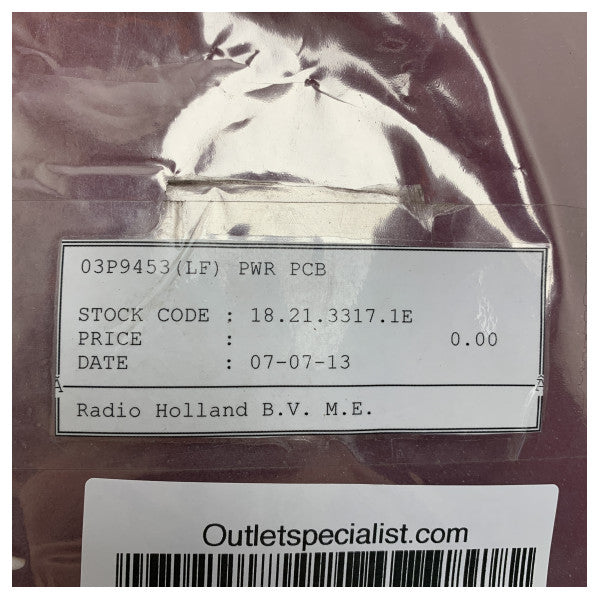 03P9453(LF) PWR PCB
STOCK CODE : 18.21.3317.1E
PRICE : 0.00
DATE : 07-07-13
Radio Holland B.V. M.E.
Outletspecialist.com